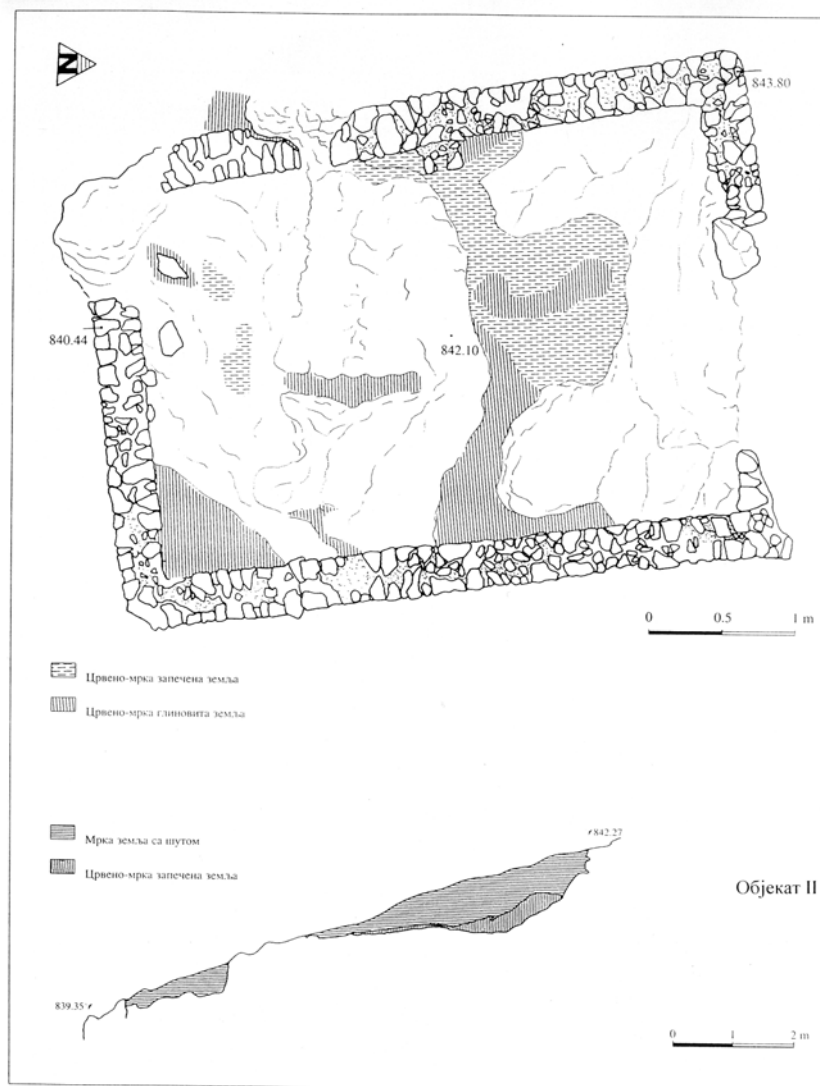 N
843.80
840.44
842.10
0 0.5 1 m
Црвено-мрка запечена земља
Црвено-мрка глиновита земља
Мрка земља са шутом
842.27
Црвено-мрка запечена земља
Објекат II
839.35
0 1 2 m